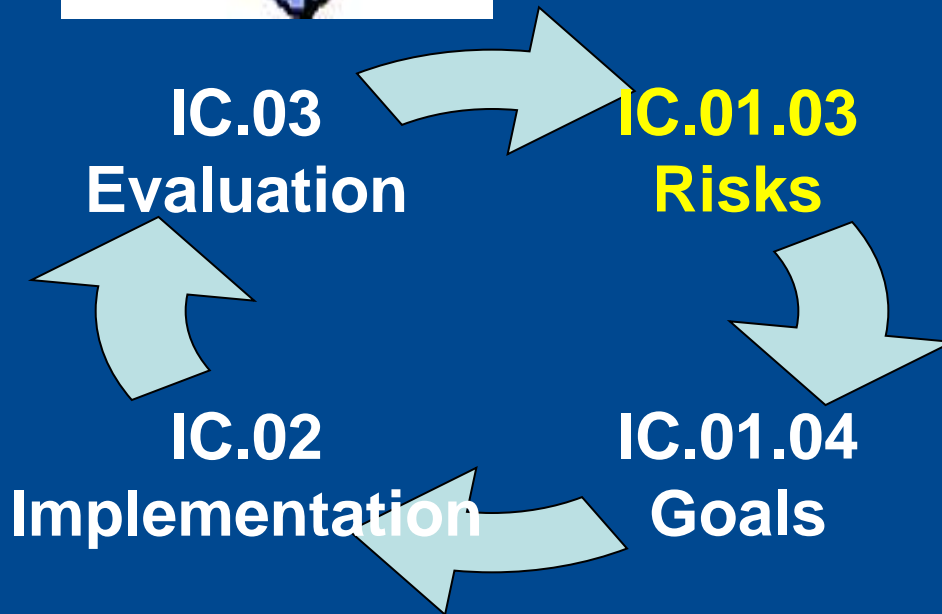 IC.03
Evaluation
IC.01.03
Risks
IC.02
Implementation
IC.01.04
Goals